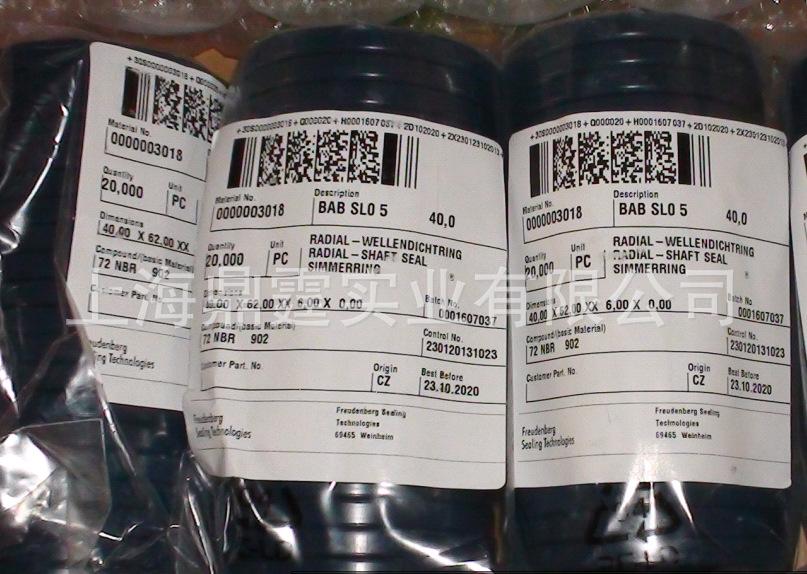 +30S0000003018+Q000020
Material No.
0000003018
Quantity
20,000
Unit
PC
Dimensions
40,00 X 62,00 XX
Compound/(basic Material)
72 NBR 902
Customer Part. No.
Freudenberg
Sealing Technologies
+30S0000003018+Q000020+H0001607037+2D102020+2X230123102013
Material No.
0000003018
Description
BAB SL0 5 40,0
Quantity
20,000
Unit
PC
RADIAL-WELLENDICHTRING
RADIAL-SHAFT SEAL
SIMMERRING ®
Dimensions
40,00 X 62,00 XX 6,00 X 0,00
Batch No.
0001607037
Compound/(basic Material)
72 NBR 902
Control No.
230120131023
Customer Part. No.
Origin
CZ
Best Before
23.10.2020
Freudenberg
Sealing Technologies
Freudenberg Sealing
Technologies
69465 Weinheim
+30S0000003018+Q000020+H0001607037+2D102020+2X2301231020
Material No.
0000003018
Description
BAB SL0 5 40,0
Quantity
20,000
Unit
PC
RADIAL-WELLENDICHTRING
RADIAL-SHAFT SEAL
SIMMERRING ®
Dimensions
40,00 X 62,00 XX 6,00 X 0,00
Batch No.
0001607037
Compound/(basic Material)
72 NBR 902
Control No.
230120131023
Customer Part. No.
Origin
CZ
Best Before
23.10.2020
Freudenberg
Sealing Technologies
Freudenberg Sealing
Technologies
69465 Weinheim
上海鼎霆实业有限公司